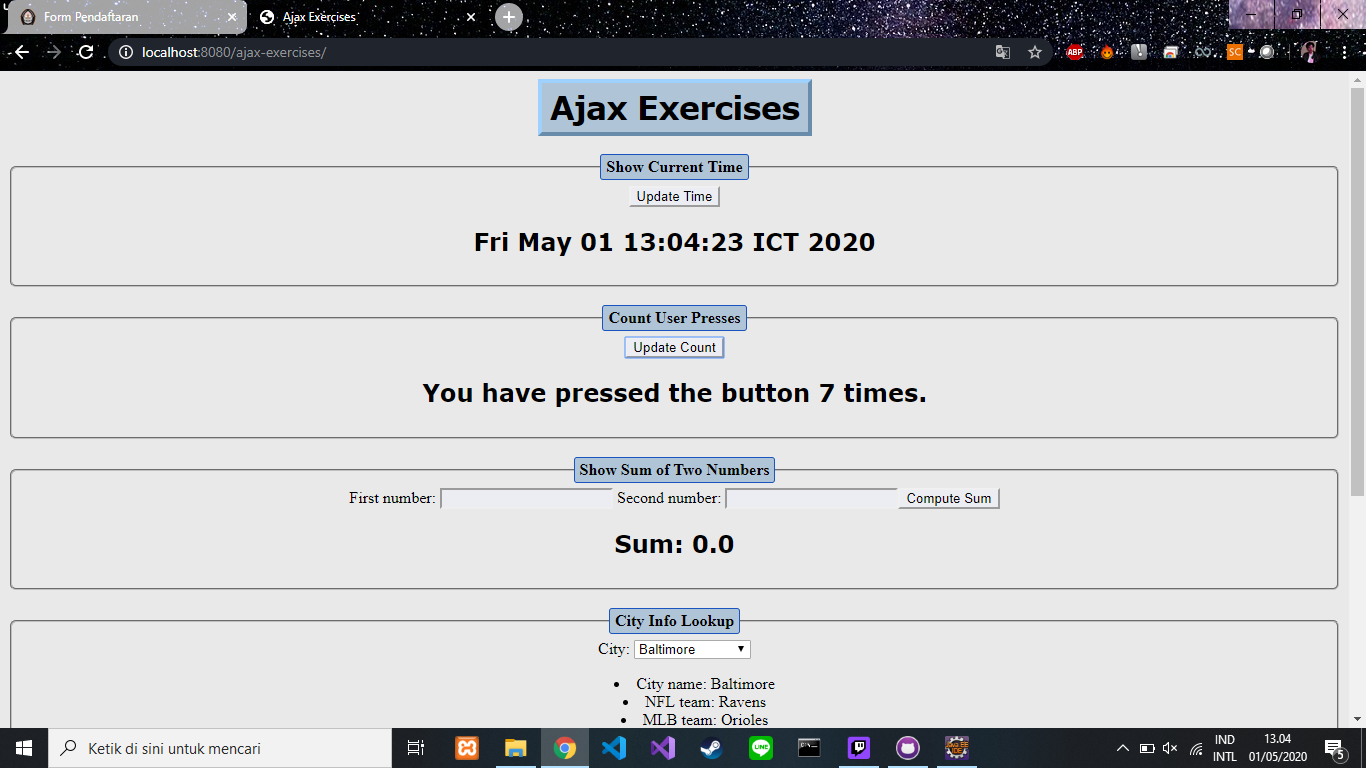 Form Pendaftaran
Ajax Exercises
localhost:8080/ajax-exercises/
ABP
SC
Ajax Exercises
Show Current Time
Update Time
Fri May 01 13:04:23 ICT 2020
Count User Presses
Update Count
You have pressed the button 7 times.
Show Sum of Two Numbers
First number: Second number: Compute Sum
Sum: 0.0
City Info Lookup
City: Baltimore
• City name: Baltimore
• NFL team: Ravens
• MLB team: Orioles
Ketik di sini untuk mencari
LINE
IND
INTL
13.04
01/05/2020
5